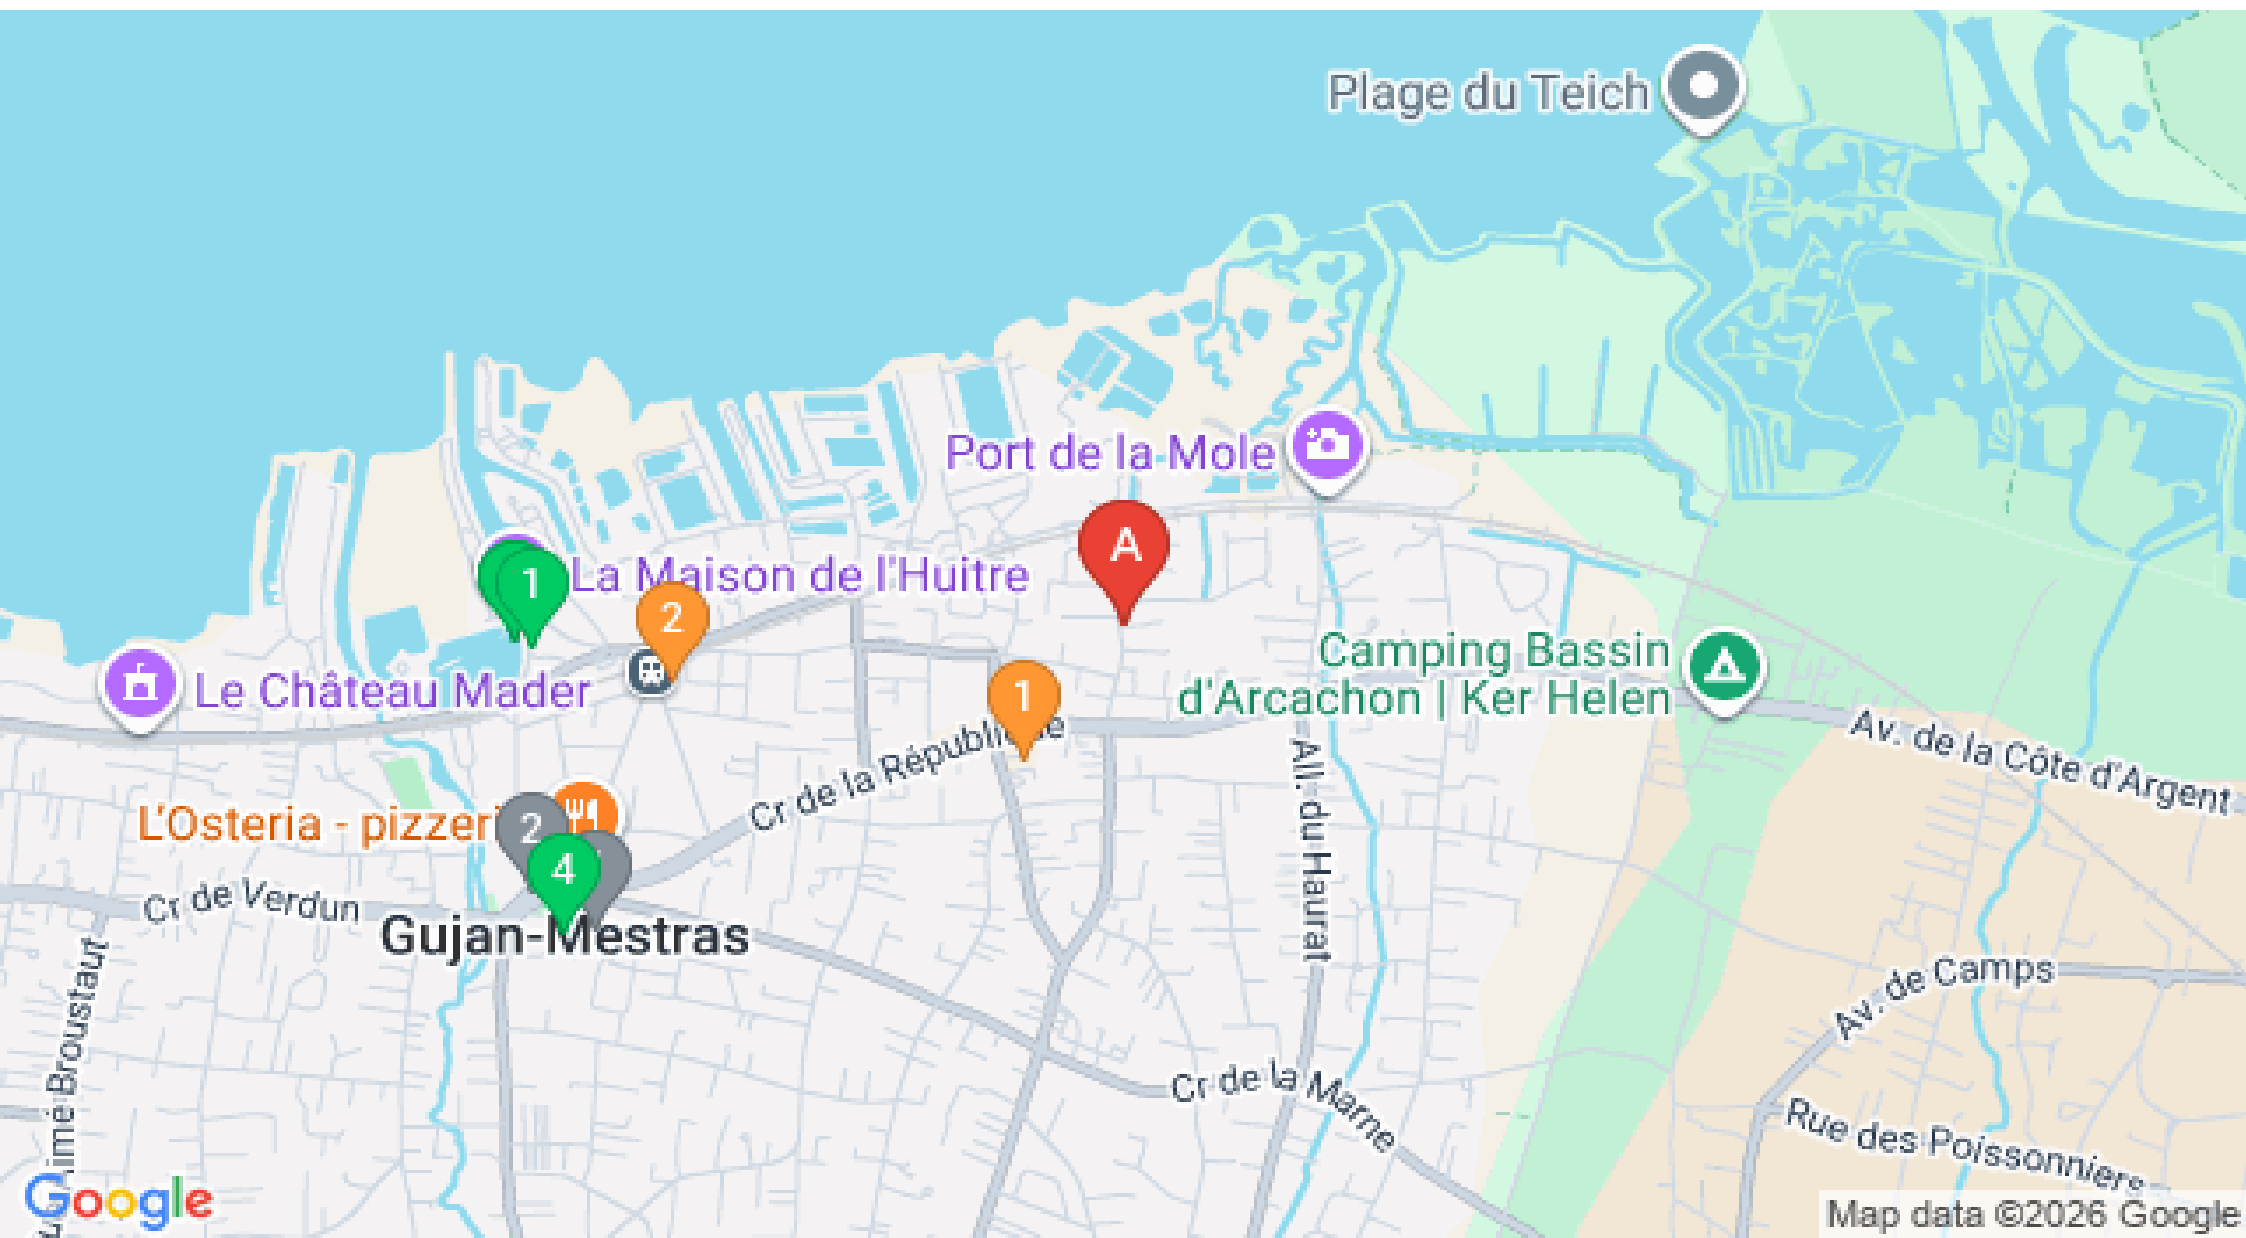 Plage du Teich
Port de la Mole
A
1
La Maison de l'Huitre
2
Camping Bassin
d'Arcachon | Ker Helen
Le Château Mader
1
Av. de la Côte d'Argent
Cr de la République
L'Osteria - pizzeri
2
4
All. du Haurat
Cr de Verdun
Gujan-Mestras
Av. de Camps
Broustaut
Cr de la Marne
Rue des Poissonniers
Google
Map data ©2026 Google